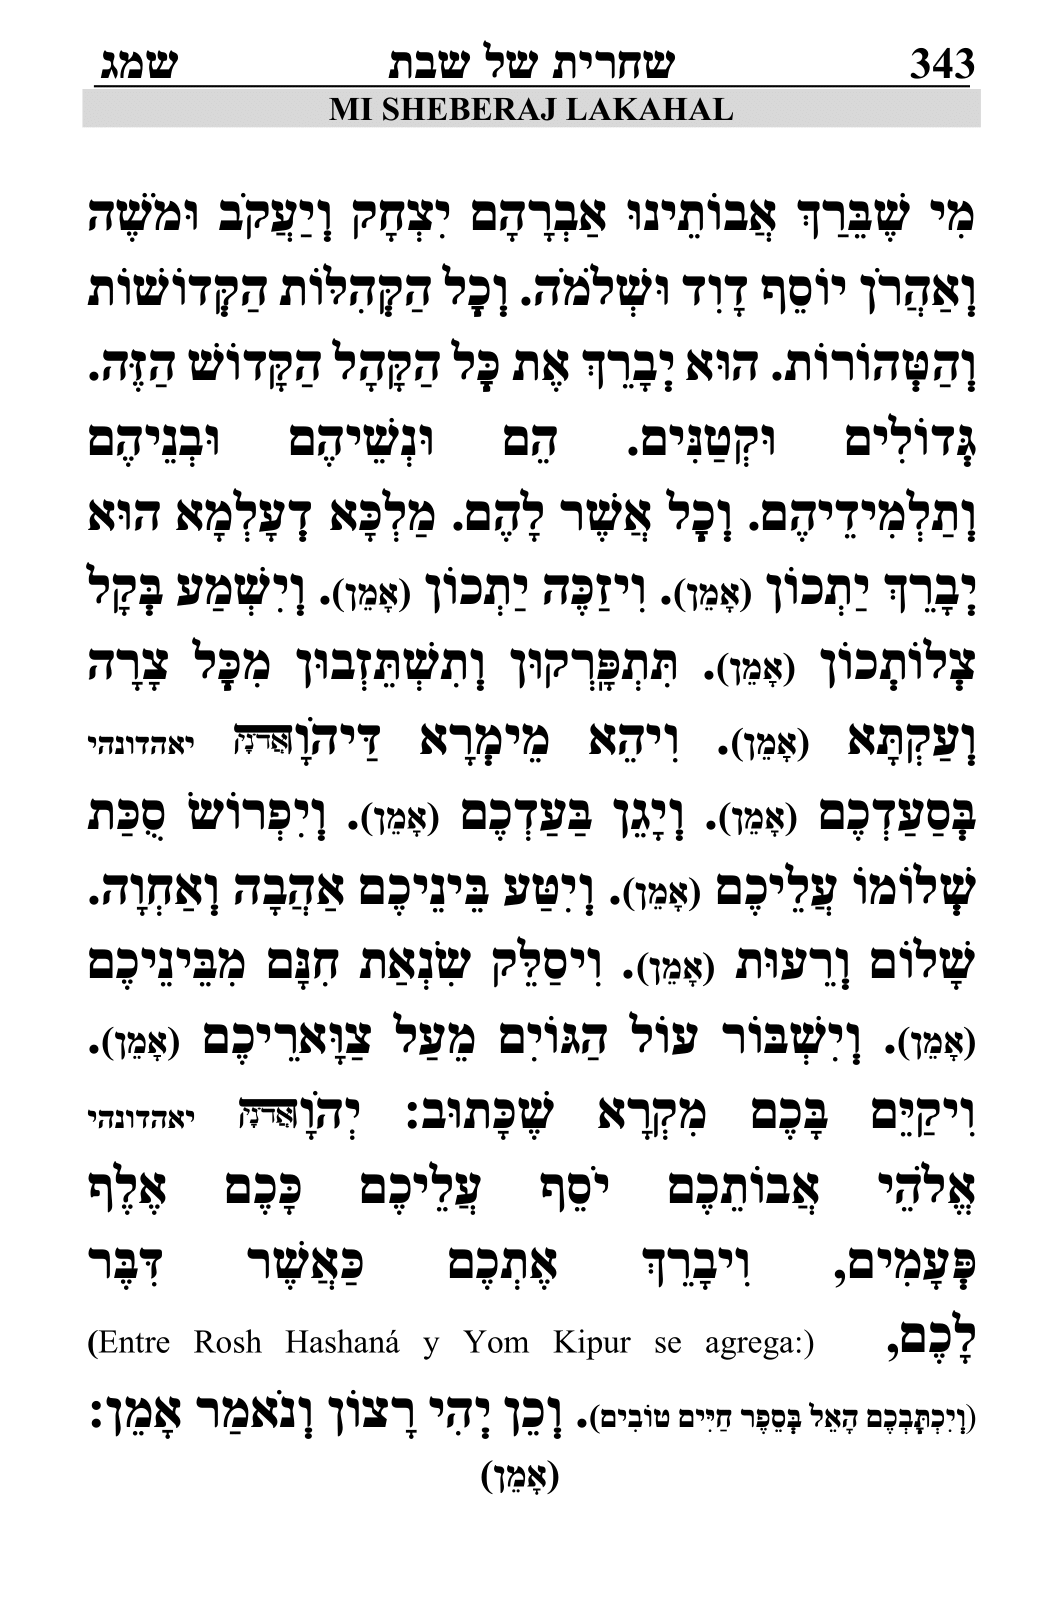 343 שחרית של שבת שמג
MI SHEBERAJ LAKAHAL
מִי שֶׁבֵּרַךְ אֲבוֹתֵינוּ אַבְרָהָם יִצְחָק וְיַעֲקֹב וּמֹשֶׁה
וְאַהֲרֹן יוֹסֵף דָוִד וּשְׁלֹמֹה. וְכָל הַקְּהִלּוֹת הַקְּדוֹשׁוֹת
וְהַטְּהוֹרוֹת. הוּא יְבָרֵךְ אֶת כָּל הַקָּהָל הַקָּדוֹשׁ הַזֶּה.
גְּדוֹלִים וּקְטַנִּים. הֵם וּנְשֵׁיהֶם וּבְנֵיהֶם
וְתַלְמִידֵיהֶם. וְכָל אֲשֶׁר לָהֶם. מַלְכָּא דְעָלְמָא הוּא
יְבָרֵךְ יַתְכוֹן (אָמֵן). וִיזַכֶּה יַתְכוֹן (אָמֵן). וְיִשְׁמַע בְּקָל
צְלוֹתְכוֹן (אָמֵן). תִּתְפָּרְקוּן וְתִשְׁתֵּזְבוּן מִכָּל צָרָה
וְעַקְתָּא (אָמֵן). וִיהֵא מֵימְרָא דַּיהֹוָה אֲדֹנָי יאהדונהי
בְּסַעַדְכֶם (אָמֵן). וְיָגֵן בַּעַדְכֶם (אָמֵן). וְיִפְרוֹשׂ סֻכַּת
שְׁלוֹמוֹ עֲלֵיכֶם (אָמֵן). וְיִטַּע בֵּינֵיכֶם אַהֲבָה וְאַחְוָה.
שָׁלוֹם וְרֵעוּת (אָמֵן). וִיסַלֵּק שִׂנְאַת חִנָּם מִבֵּינֵיכֶם
(אָמֵן). וְיִשְׁבּוֹר עוֹל הַגּוֹיִם מֵעַל צַוָּארֵיכֶם (אָמֵן).
וִיקַיֵּם בָּכֶם מִקְרָא שֶׁכָּתוּב: יְהֹוָה אֲדֹנָי יאהדונהי
אֱלֹהֵי אֲבוֹתֵכֶם יֹסֵף עֲלֵיכֶם כָּכֶם אֶלֶף
פְּעָמִים, וִיבָרֵךְ אֶתְכֶם כַּאֲשֶׁר דִּבֶּר
לָכֶם, (Entre Rosh Hashaná y Yom Kipur se agrega:)
(וְיִכְתָּבְכֶם הָאֵל בְּסֵפֶר חַיִּים טוֹבִים). וְכֵן יְהִי רָצוֹן וְנֹאמַר אָמֵן:
(אָמֵן)